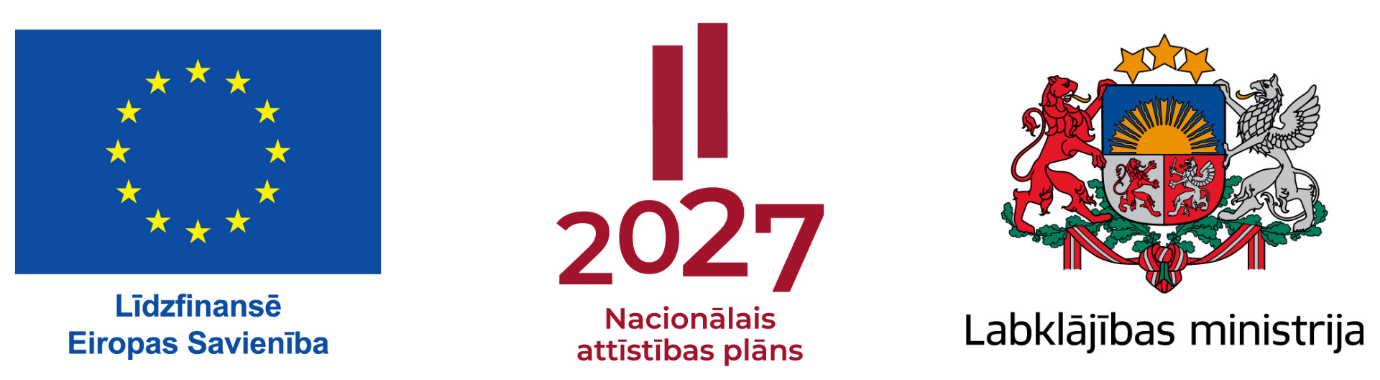 Līdzfinansē
Eiropas Savienība
2027
Nacionālais
attīstības plāns
Labklājības ministrija